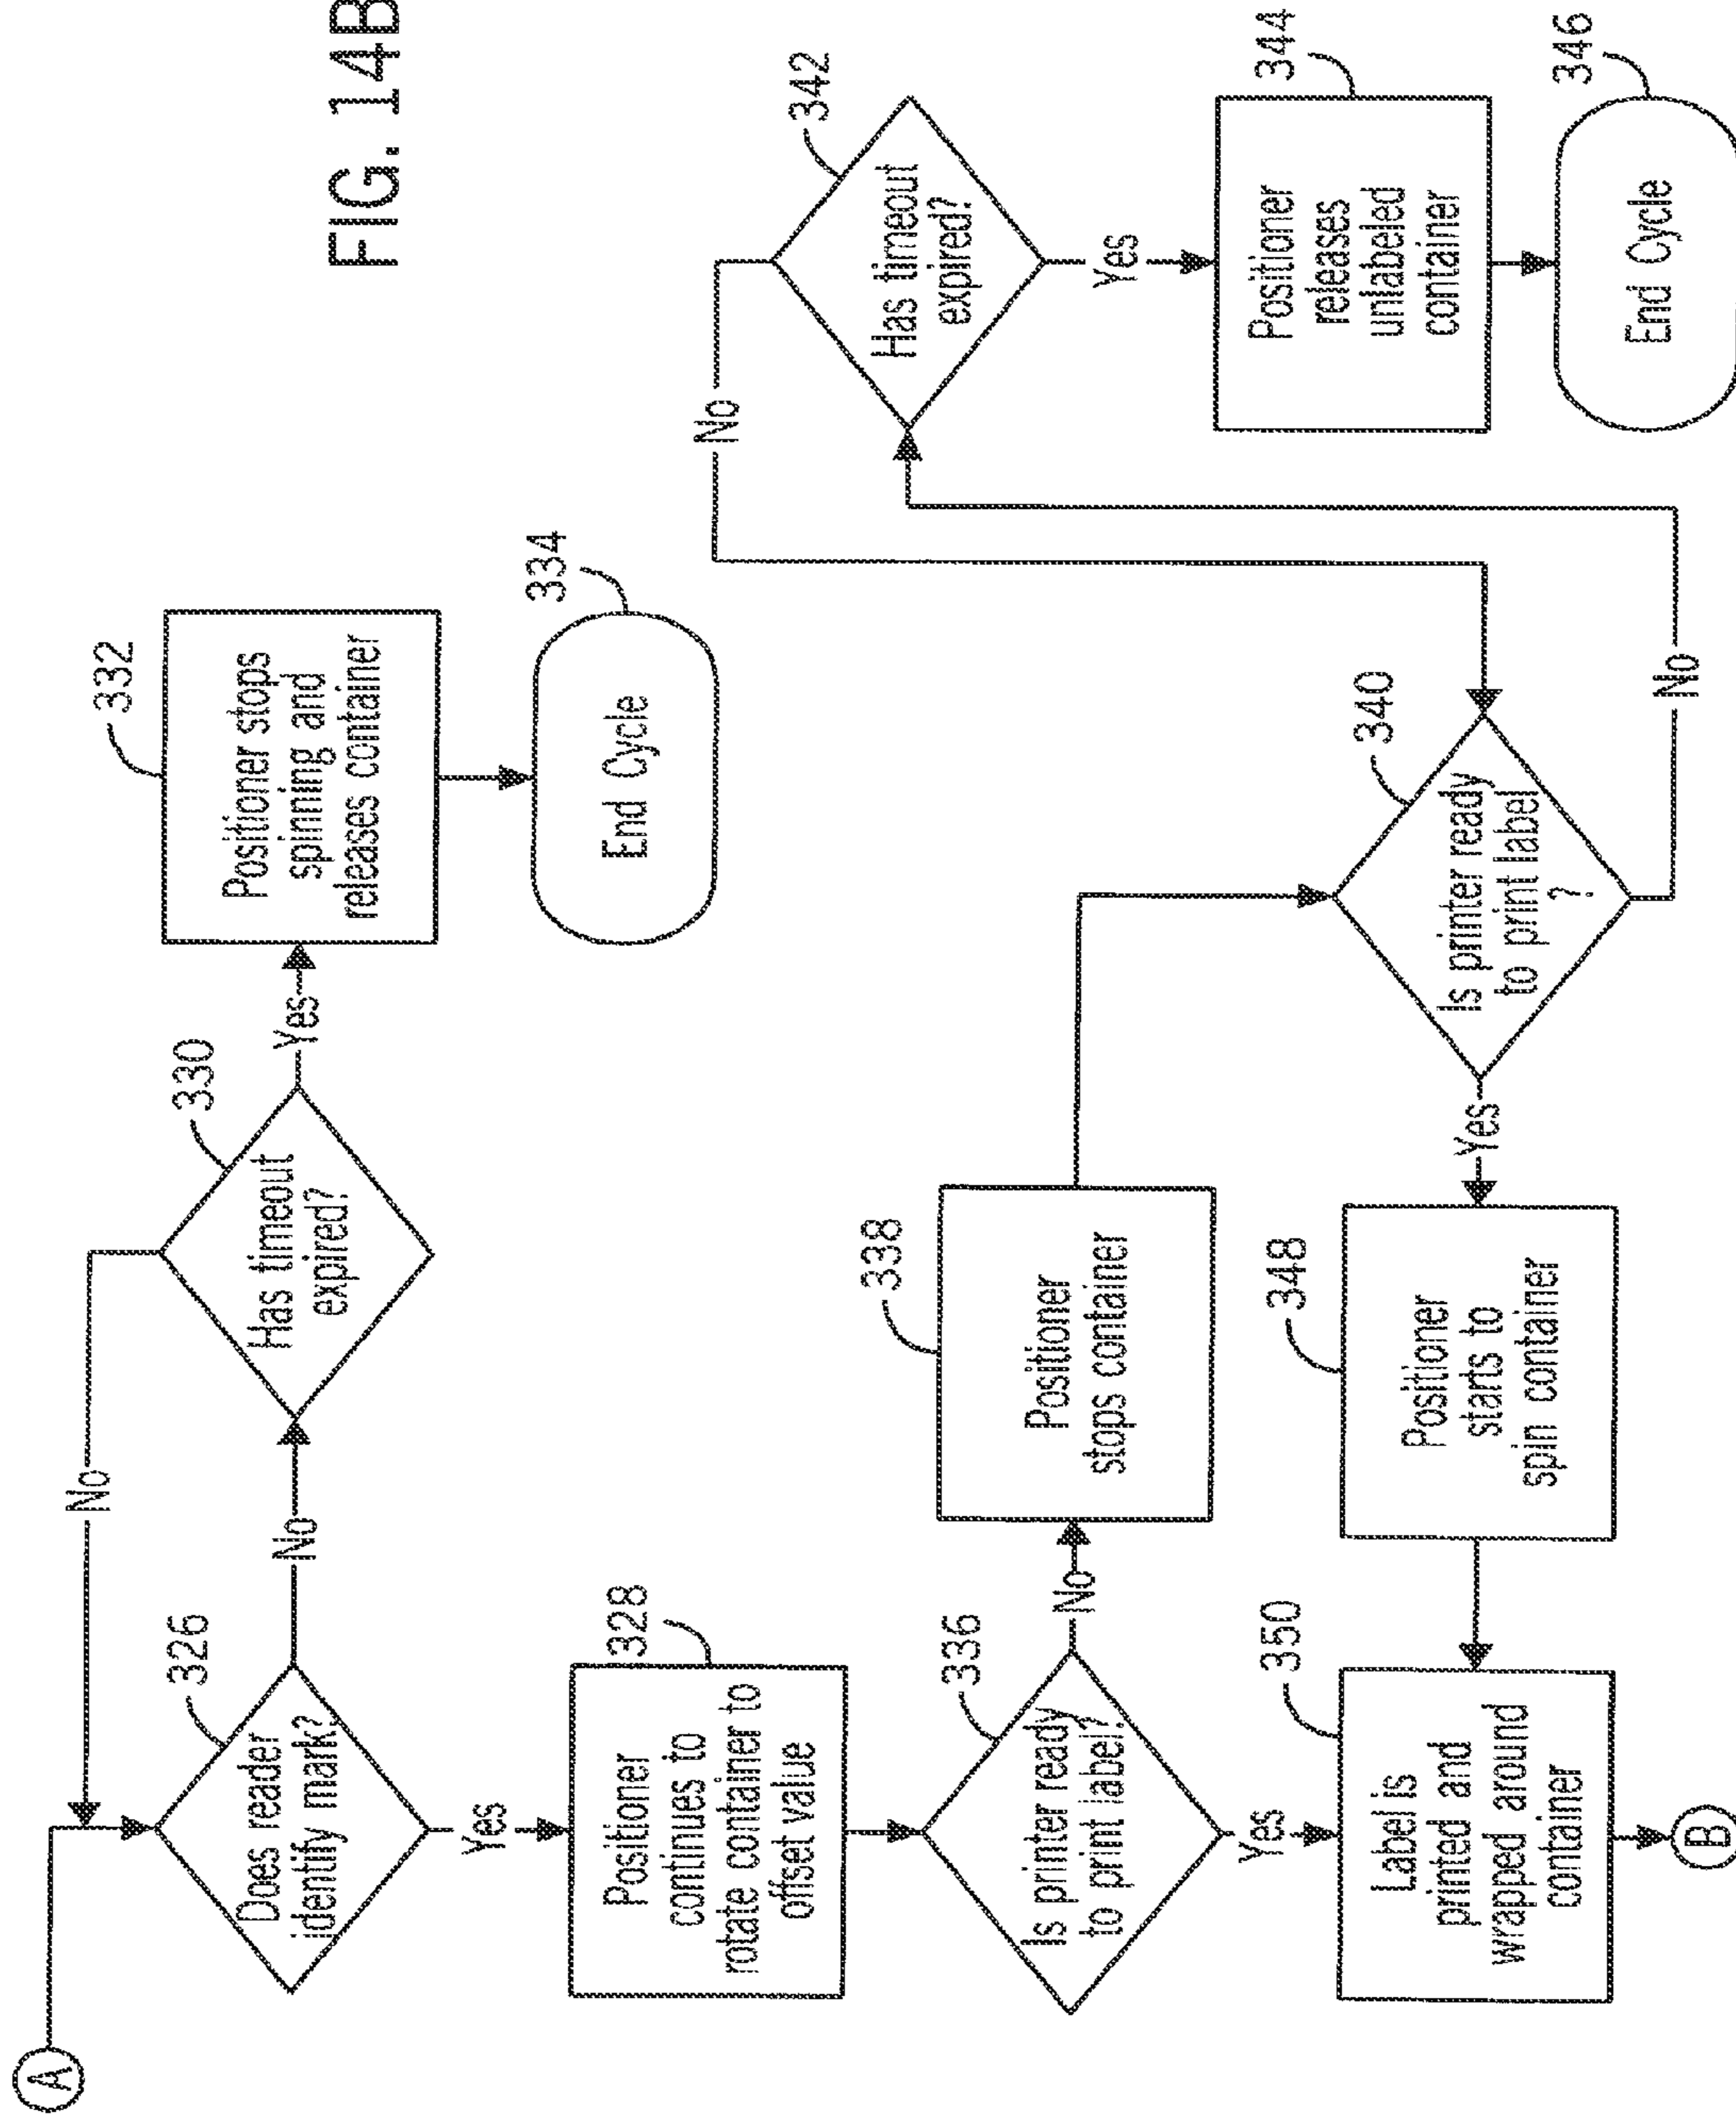 FIG. 14B
A
No
326
Does reader
identify mark?
No
330
Has timeout
expired?
Yes
332
Positioner stops
spinning and
releases container
334
End Cycle
Yes
328
Positioner
continues to
rotate container to
offset value
336
Is printer ready
to print label?
No
338
Positioner
stops container
No
342
Has timeout
expired?
Yes
344
Positioner
releases
unlabeled
container
346
End Cycle
340
Is printer ready
to print label
?
No
Yes
348
Positioner
starts to
spin container
Yes
350
Label is
printed and
wrapped around
container
B